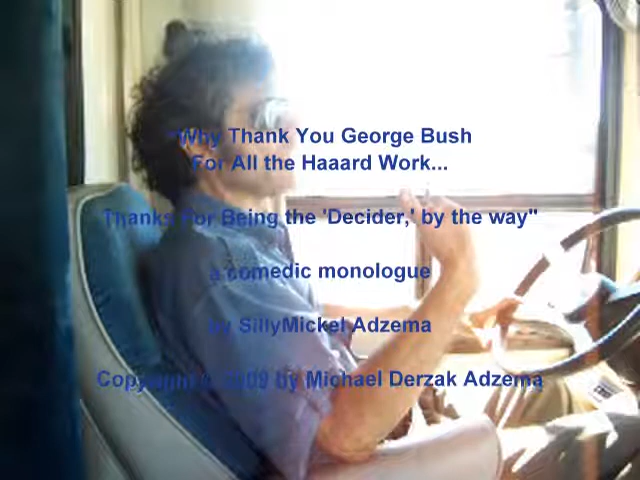 "Why Thank You George Bush
For All the Haaard Work...
Thanks For Being the 'Decider,' by the way"
a comedic monologue
by SillyMickel Adzema
Copyright © 2009 by Michael Derzak Adzema